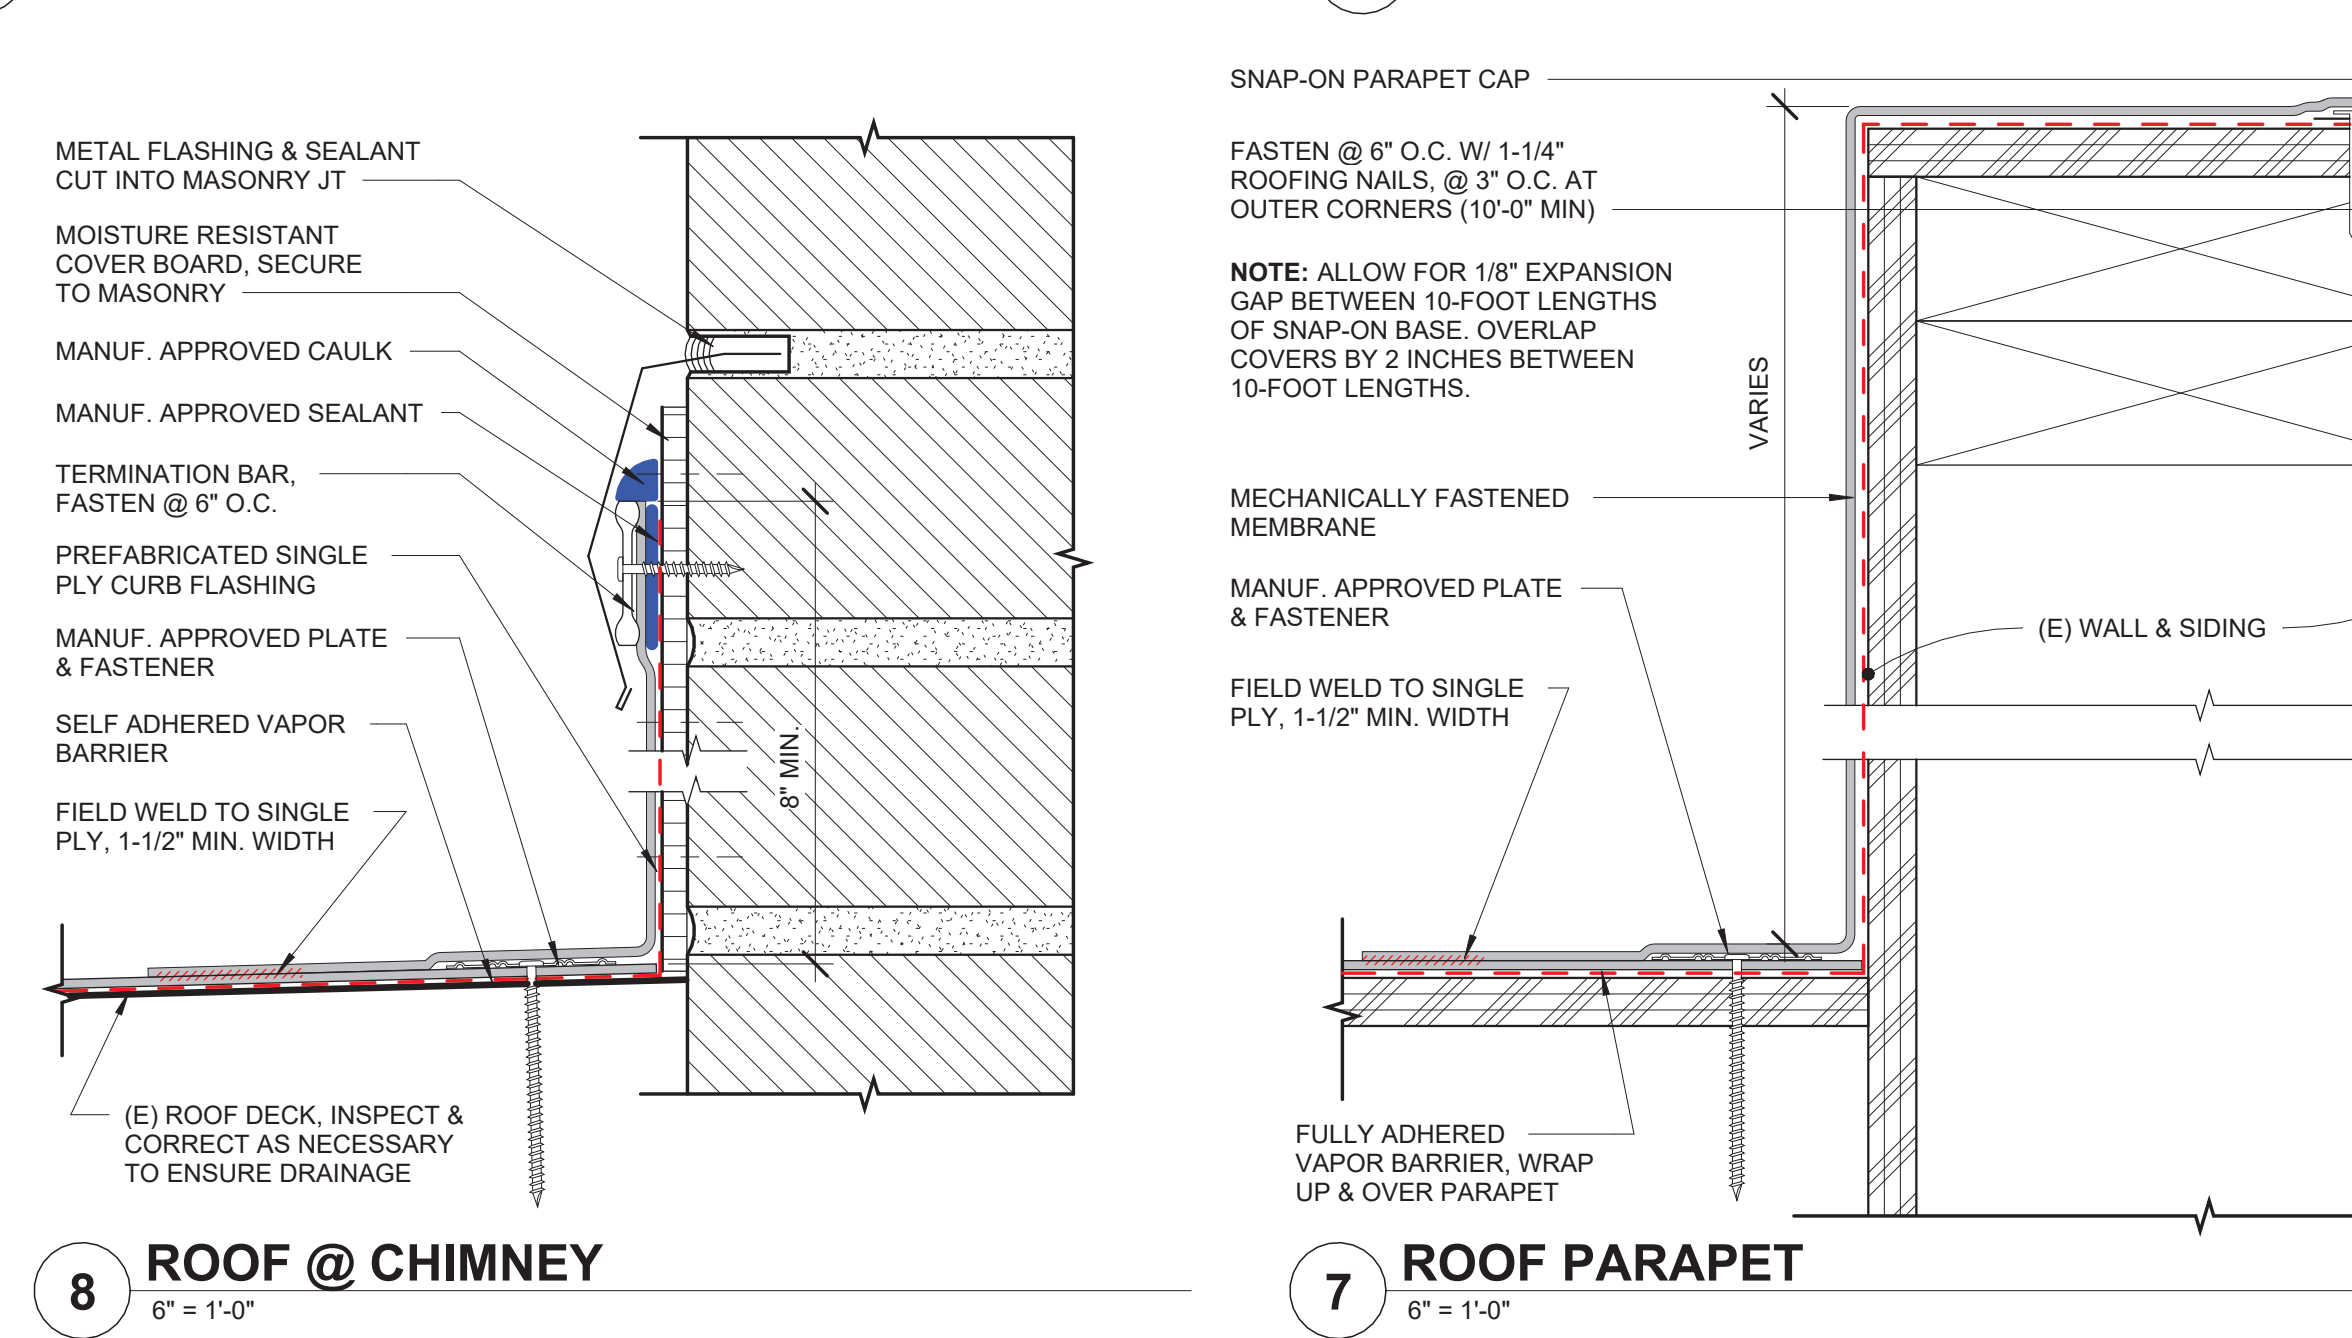 METAL FLASHING & SEALANT
CUT INTO MASONRY JT
MOISTURE RESISTANT
COVER BOARD, SECURE
TO MASONRY
MANUF. APPROVED CAULK
MANUF. APPROVED SEALANT
TERMINATION BAR,
FASTEN @ 6" O.C.
PREFABRICATED SINGLE
PLY CURB FLASHING
MANUF. APPROVED PLATE
& FASTENER
SELF ADHERED VAPOR
BARRIER
FIELD WELD TO SINGLE
PLY, 1-1/2" MIN. WIDTH
8" MIN.
(E) ROOF DECK, INSPECT &
CORRECT AS NECESSARY
TO ENSURE DRAINAGE
8
ROOF @ CHIMNEY
6" = 1'-0"
SNAP-ON PARAPET CAP
FASTEN @ 6" O.C. W/ 1-1/4"
ROOFING NAILS, @ 3" O.C. AT
OUTER CORNERS (10'-0" MIN)
NOTE: ALLOW FOR 1/8" EXPANSION
GAP BETWEEN 10-FOOT LENGTHS
OF SNAP-ON BASE. OVERLAP
COVERS BY 2 INCHES BETWEEN
10-FOOT LENGTHS.
VARIES
MECHANICALLY FASTENED
MEMBRANE
MANUF. APPROVED PLATE
& FASTENER
(E) WALL & SIDING
FIELD WELD TO SINGLE
PLY, 1-1/2" MIN. WIDTH
FULLY ADHERED
VAPOR BARRIER, WRAP
UP & OVER PARAPET
7
ROOF PARAPET
6" = 1'-0"